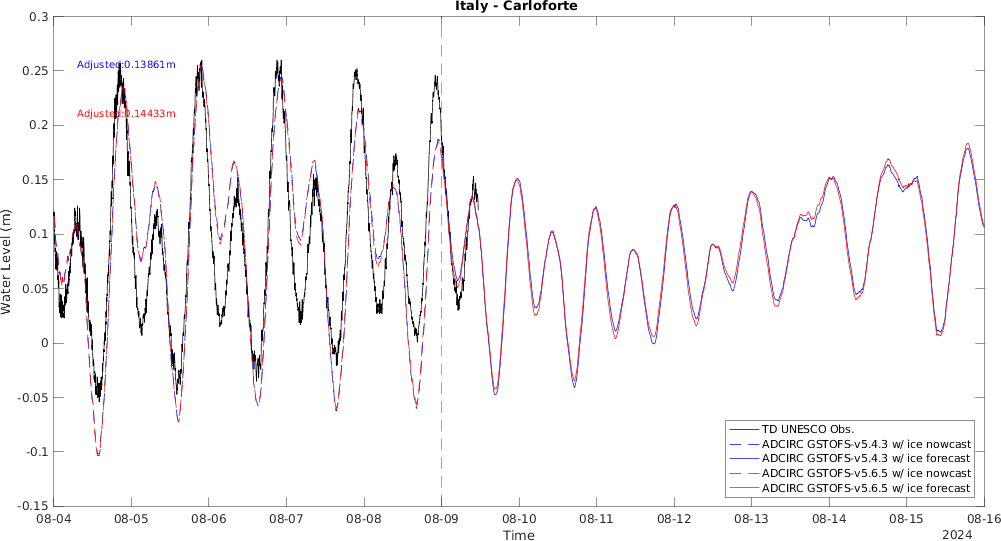 Italy - Carloforte
0.3
0.25
0.2
0.15
0.1
0.05
0
-0.05
-0.1
-0.15
Water Level (m)
Adjusted:0.13861m
Adjusted:0.14433m
TD UNESCO Obs.
ADCIRC GSTOFS-v5.4.3 w/ ice nowcast
ADCIRC GSTOFS-v5.4.3 w/ ice forecast
ADCIRC GSTOFS-v5.6.5 w/ ice nowcast
ADCIRC GSTOFS-v5.6.5 w/ ice forecast
08-04 08-05 08-06 08-07 08-08 08-09 08-10 08-11 08-12 08-13 08-14 08-15 08-16
Time
2024